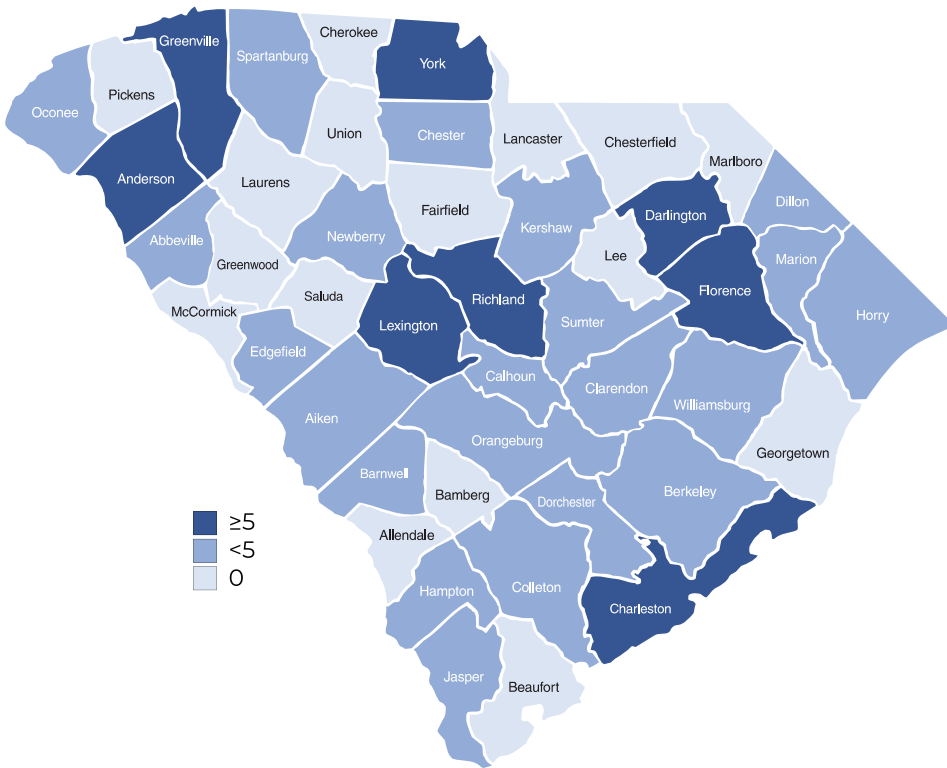 Cherokee
Greenville
Spartanburg
York
Pickens
Oconee
Union
Chester
Lancaster
Chesterfield
Marlboro
Anderson
Laurens
Dillon
Fairfield
Darlington
Abbeville
Newberry
Kershaw
Lee
Marion
Greenwood
Florence
Saluda
Richland
McCormick
Horry
Lexington
Sumter
Edgefield
Calhoun
Clarendon
Williamsburg
Aiken
Orangeburg
Georgetown
Barnwell
Berkeley
Bamberg
Dorchester
≥5
Allendale
<5
0
Hampton
Colleton
Charleston
Jasper
Beaufort